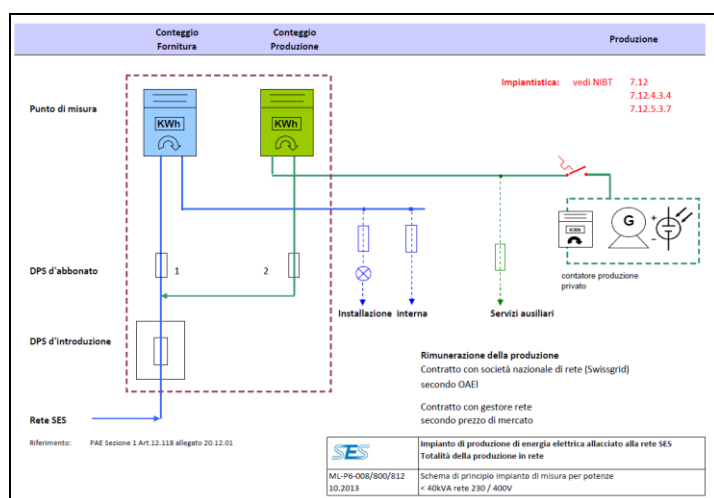 Conteggio
Fornitura
Conteggio
Produzione
Produzione
Impiantistica: vedi NIBT 7.12
7.12.4.3.4
7.12.5.3.7
Punto di misura
KWh
KWh
G
+
−
KWh
contatore produzione
privato
DPS d'abbonato
1
2
Installazione interna
Servizi ausiliari
DPS d'introduzione
Rimunerazione della produzione
Contratto con società nazionale di rete (Swissgrid)
secondo OAEl
Contratto con gestore rete
secondo prezzo di mercato
Rete SES
Riferimento: PAE Sezione 1 Art.12.118 allegato 20.12.01
SES
Impianto di produzione di energia elettrica allacciato alla rete SES
Totalità della produzione in rete
ML-P6-008/800/812
10.2013
Schema di principio impianto di misura per potenze
< 40kVA rete 230 / 400V